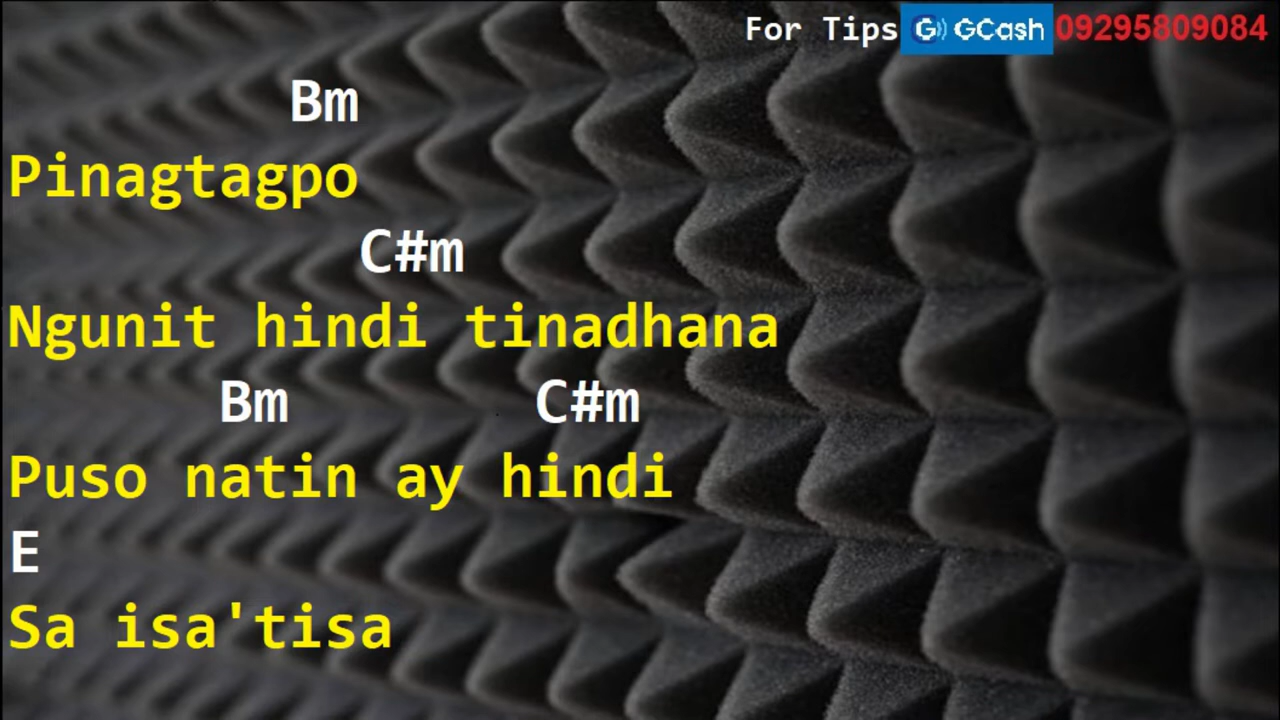 For Tips GCash 09295809084
Bm
Pinagtagpo
C#m
Ngunit hindi tinadhana
Bm C#m
Puso natin ay hindi
E
Sa isa'tisa